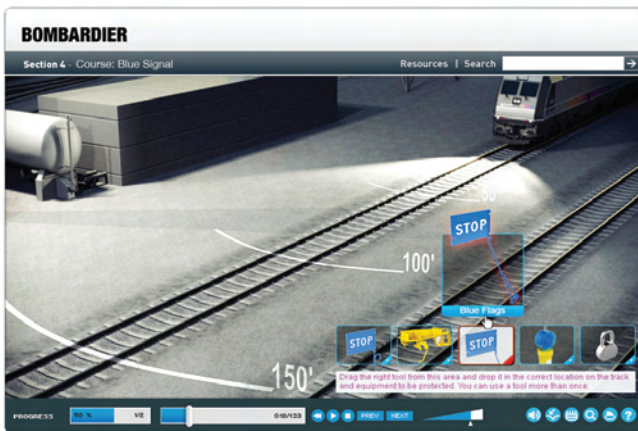 BOMBARDIER
Section 4 - Course: Blue Signal
Resources | Search
50'
100'
150'
STOP
Blue Flags
STOP
STOP
Drag the right tool from this area and drop it in the correct location on the track
and equipment to be protected. You can use a tool more than once.
PROGRESS
50 %
1/2
018/133
PREV
NEXT